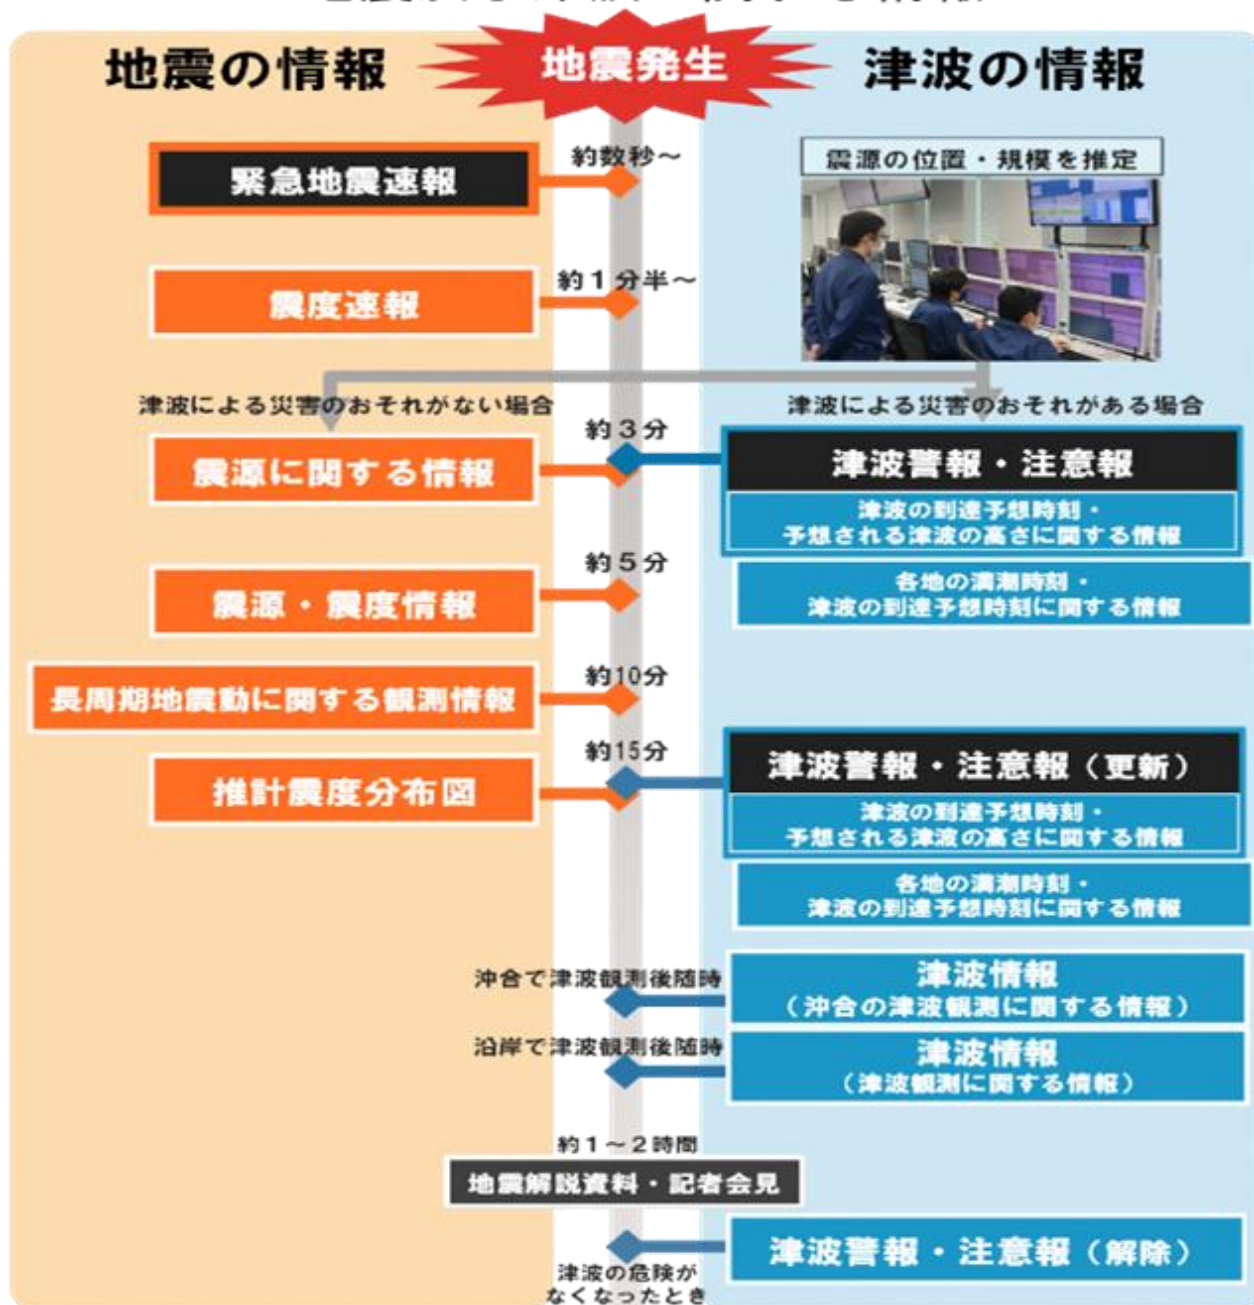 地震の情報
地震発生
津波の情報
約数秒～
緊急地震速報
震源の位置・規模を推定
約1分半～
震度速報
津波による災害のおそれがない場合
津波による災害のおそれがある場合
約3分
震源に関する情報
津波警報・注意報
津波の到達予想時刻・
予想される津波の高さに関する情報
約5分
震源・震度情報
各地の満潮時刻・
津波の到達予想時刻に関する情報
約10分
長周期地震動に関する観測情報
約15分
推計震度分布図
津波警報・注意報（更新）
津波の到達予想時刻・
予想される津波の高さに関する情報
各地の満潮時刻・
津波の到達予想時刻に関する情報
沖合で津波観測後随時
津波情報
（沖合の津波観測に関する情報）
沿岸で津波観測後随時
津波情報
（津波観測に関する情報）
約1～2時間
地震解説資料・記者会見
津波警報・注意報（解除）
津波の危険が
なくなったとき